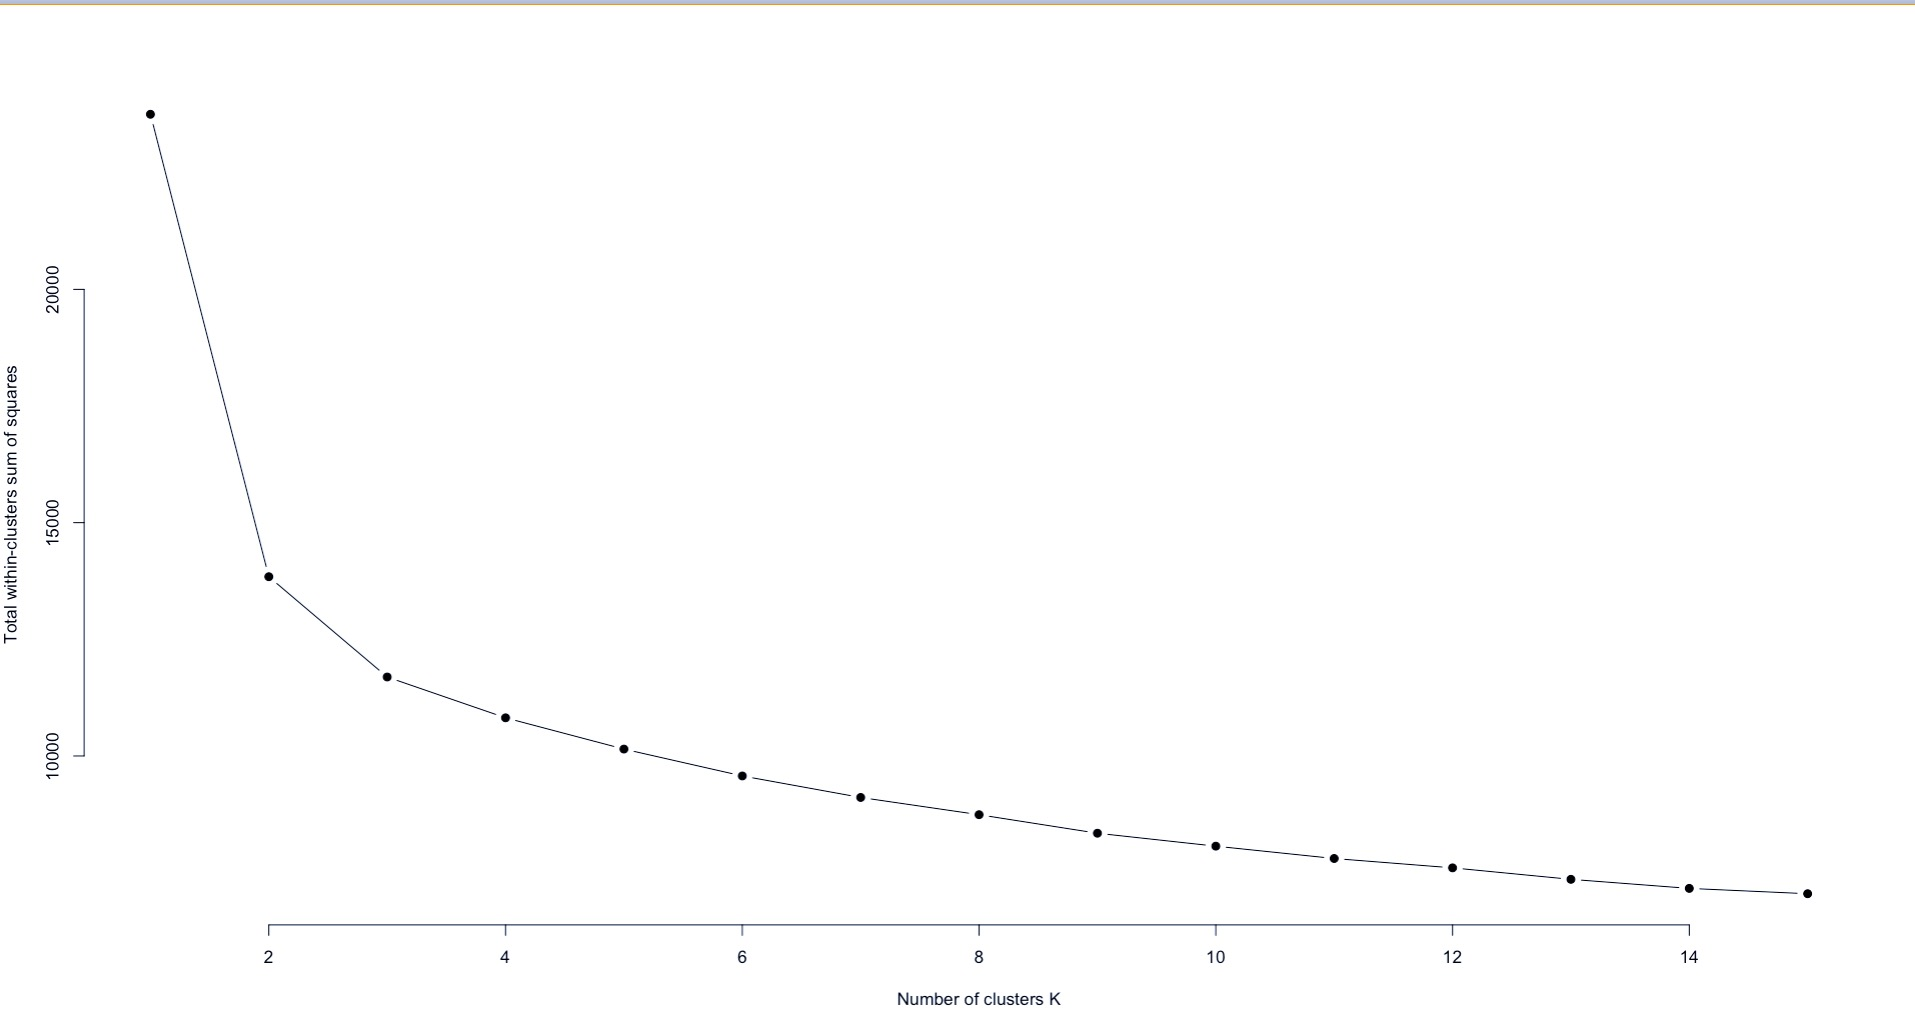 20000
15000
10000
Total within-clusters sum of squares
2 4 6 8 10 12 14
Number of clusters K